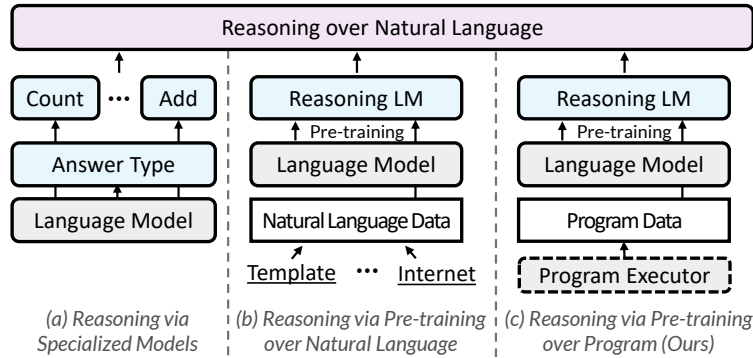 Reasoning over Natural Language
Count ••• Add
Answer Type
Language Model
Reasoning LM
Pre-training
Language Model
Natural Language Data
Template ••• Internet
Reasoning LM
Pre-training
Language Model
Program Data
Program Executor
(a) Reasoning via
Specialized Models
(b) Reasoning via Pre-training
over Natural Language
(c) Reasoning via Pre-training
over Program (Ours)